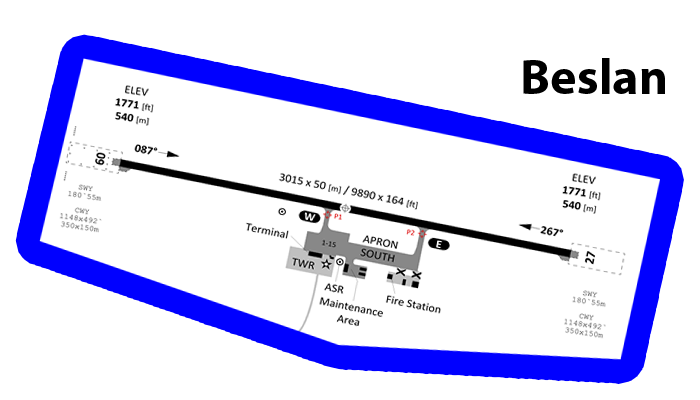 Beslan
ELEV
1771 [ft]
540 [m]
087°
09
3015 x 50 [m] / 9890 x 164 [ft]
ELEV
1771 [ft]
540 [m]
267°
27
SWY
180`55m
CWY
1148x492`
350x150m
W
P1
P2
E
Terminal
1-15
APRON
SOUTH
TWR
ASR
Maintenance
Area
Fire Station
SWY
180`55m
CWY
1148x492`
350x150m